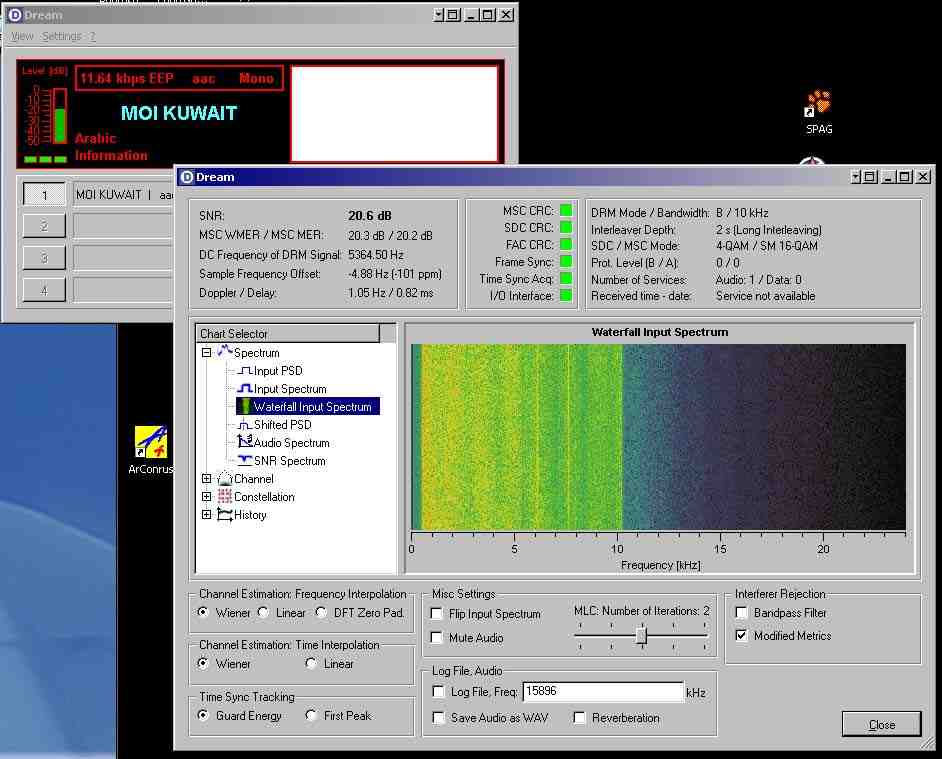 Dream
View Settings ?
Level [dB]
0
-10
-20
-30
-40
-50
11.64 kbps EEP aac Mono
MOI KUWAIT
Arabic
Information
1 MOI KUWAIT | aa
2
3
4
SPAG
ArConrus
Dream
SNR: 20.6 dB
MSC WMER / MSC MER: 20.3 dB / 20.2 dB
DC Frequency of DRM Signal: 5364.50 Hz
Sample Frequency Offset: -4.88 Hz (-101 ppm)
Doppler / Delay: 1.05 Hz / 0.82 ms
MSC CRC:
SDC CRC:
FAC CRC:
Frame Sync:
Time Sync Acq:
I/O Interface:
DRM Mode / Bandwidth: B / 10 kHz
Interleaver Depth: 2 s (Long Interleaving)
SDC / MSC Mode: 4-QAM / SM 16-QAM
Prot. Level (B / A): 0 / 0
Number of Services: Audio: 1 / Data: 0
Received time - date: Service not available
Chart Selector
Spectrum
Input PSD
Input Spectrum
Waterfall Input Spectrum
Shifted PSD
Audio Spectrum
SNR Spectrum
Channel
Constellation
History
Waterfall Input Spectrum
0 5 10 15 20
Frequency [kHz]
Channel Estimation: Frequency Interpolation
Wiener Linear DFT Zero Pad.
Channel Estimation: Time Interpolation
Wiener Linear
Time Sync Tracking
Guard Energy First Peak
Misc Settings
Flip Input Spectrum
Mute Audio
MLC: Number of Iterations: 2
Log File, Audio
Log File, Freq: 15896 kHz
Save Audio as WAV Reverberation
Interferer Rejection
Bandpass Filter
Modified Metrics
Close